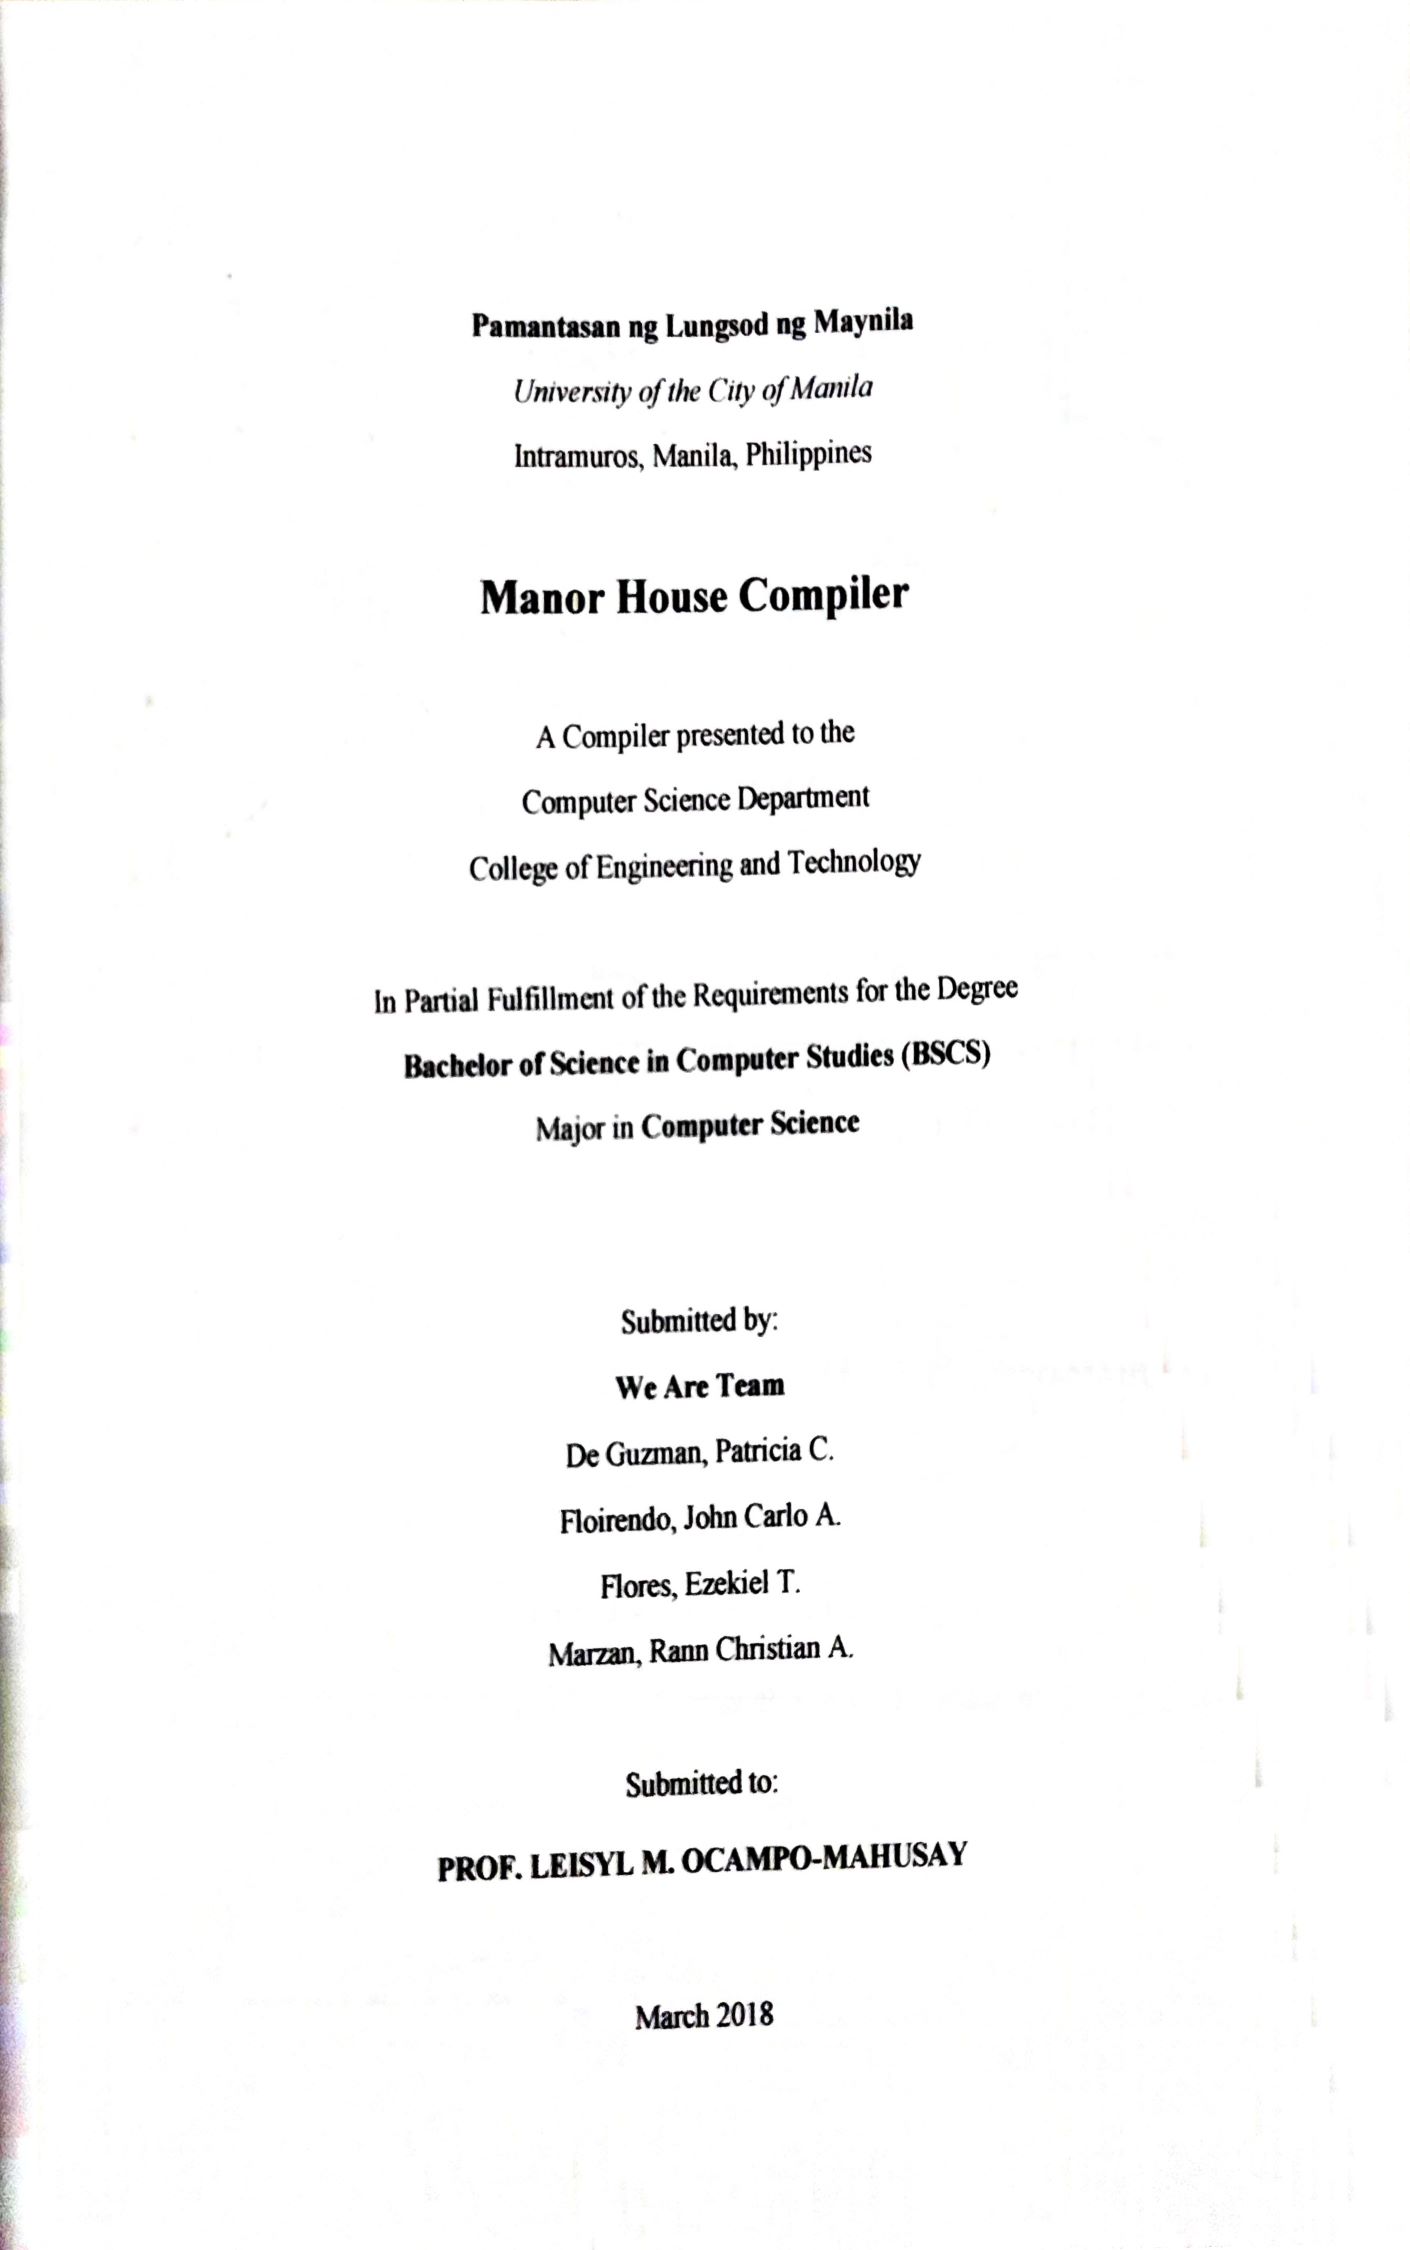 Pamantasan ng Lungsod ng Maynila
University of the City of Manila
Intramuros, Manila, Philippines
Manor House Compiler
A Compiler presented to the
Computer Science Department
College of Engineering and Technology
In Partial Fulfillment of the Requirements for the Degree
Bachelor of Science in Computer Studies (BSCS)
Major in Computer Science
Submitted by:
We Are Team
De Guzman, Patricia C.
Floirendo, John Carlo A.
Flores, Ezekiel T.
Marzan, Rann Christian A.
Submitted to:
PROF. LEISYL M. OCAMPO-MAHUSAY
March 2018